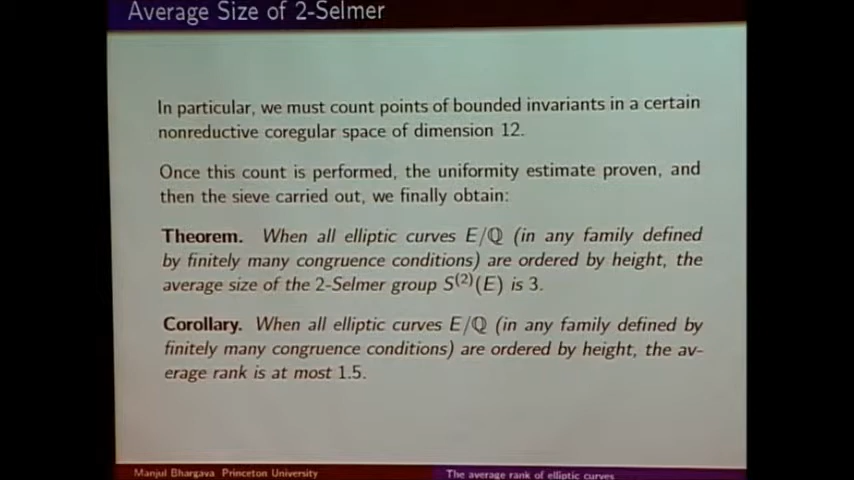 Average Size of 2-Selmer
In particular, we must count points of bounded invariants in a certain
nonreductive coregular space of dimension 12.
Once this count is performed, the uniformity estimate proven, and
then the sieve carried out, we finally obtain:
Theorem. When all elliptic curves E/ℚ (in any family defined
by finitely many congruence conditions) are ordered by height, the
average size of the 2-Selmer group S⁽²⁾(E) is 3.
Corollary. When all elliptic curves E/ℚ (in any family defined by
finitely many congruence conditions) are ordered by height, the av-
erage rank is at most 1.5.
Manjul Bhargava Princeton University
The average rank of elliptic curves